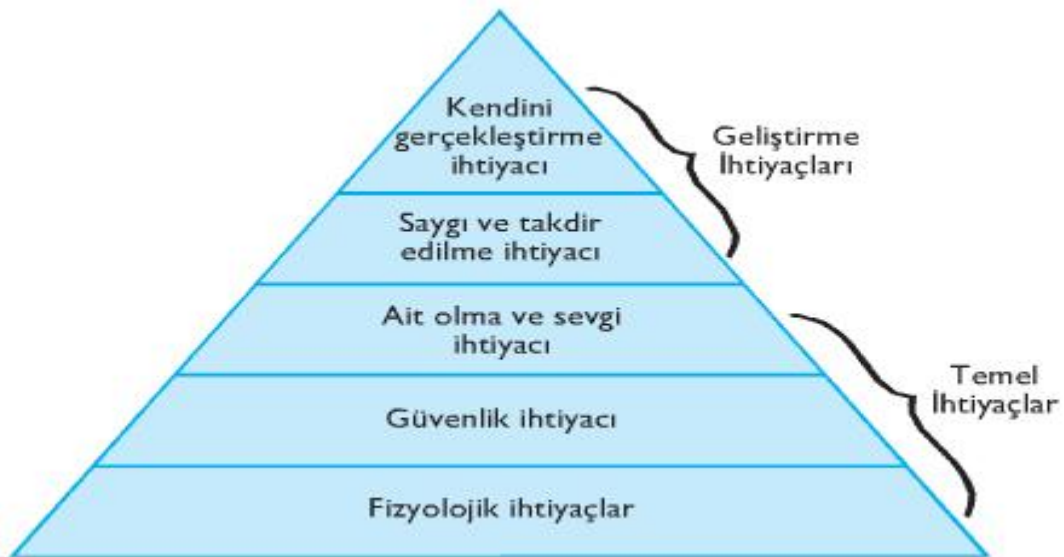 Kendini
gerçekleştirme
ihtiyacı
Geliştirme
İhtiyaçları
Saygı ve takdir
edilme ihtiyacı
Ait olma ve sevgi
ihtiyacı
Temel
İhtiyaçlar
Güvenlik ihtiyacı
Fizyolojik ihtiyaçlar